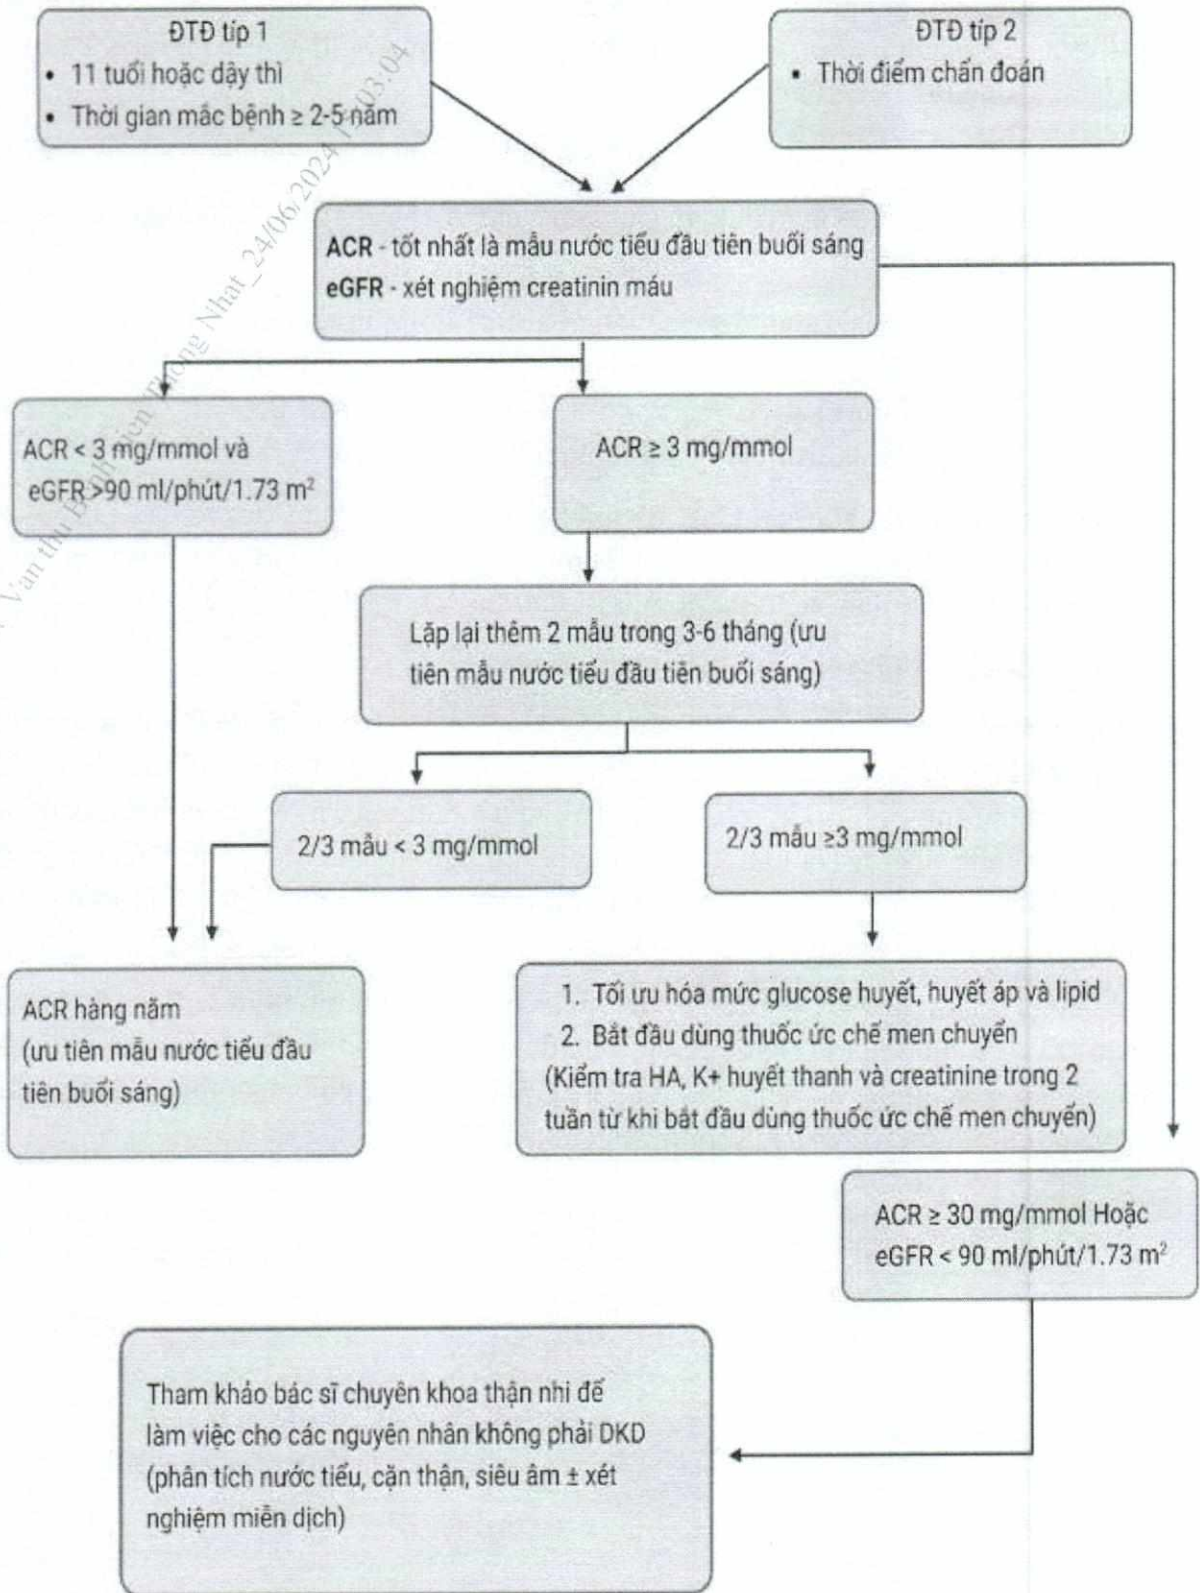 ĐTĐ típ 1
• 11 tuổi hoặc dậy thì
• Thời gian mắc bệnh ≥ 2-5 năm
ĐTĐ típ 2
• Thời điểm chẩn đoán
ACR - tốt nhất là mẫu nước tiểu đầu tiên buổi sáng
eGFR - xét nghiệm creatinin máu
ACR < 3 mg/mmol và
eGFR >90 ml/phút/1.73 m²
ACR ≥ 3 mg/mmol
Lặp lại thêm 2 mẫu trong 3-6 tháng (ưu
tiên mẫu nước tiểu đầu tiên buổi sáng)
2/3 mẫu < 3 mg/mmol
2/3 mẫu ≥3 mg/mmol
ACR hàng năm
(ưu tiên mẫu nước tiểu đầu
tiên buổi sáng)
1. Tối ưu hóa mức glucose huyết, huyết áp và lipid
2. Bắt đầu dùng thuốc ức chế men chuyển
(Kiểm tra HA, K+ huyết thanh và creatinine trong 2
tuần từ khi bắt đầu dùng thuốc ức chế men chuyển)
ACR ≥ 30 mg/mmol Hoặc
eGFR < 90 ml/phút/1.73 m²
Tham khảo bác sĩ chuyên khoa thận nhi để
làm việc cho các nguyên nhân không phải DKD
(phân tích nước tiểu, cặn thận, siêu âm ± xét
nghiệm miễn dịch)
Nhat_24/06/2024